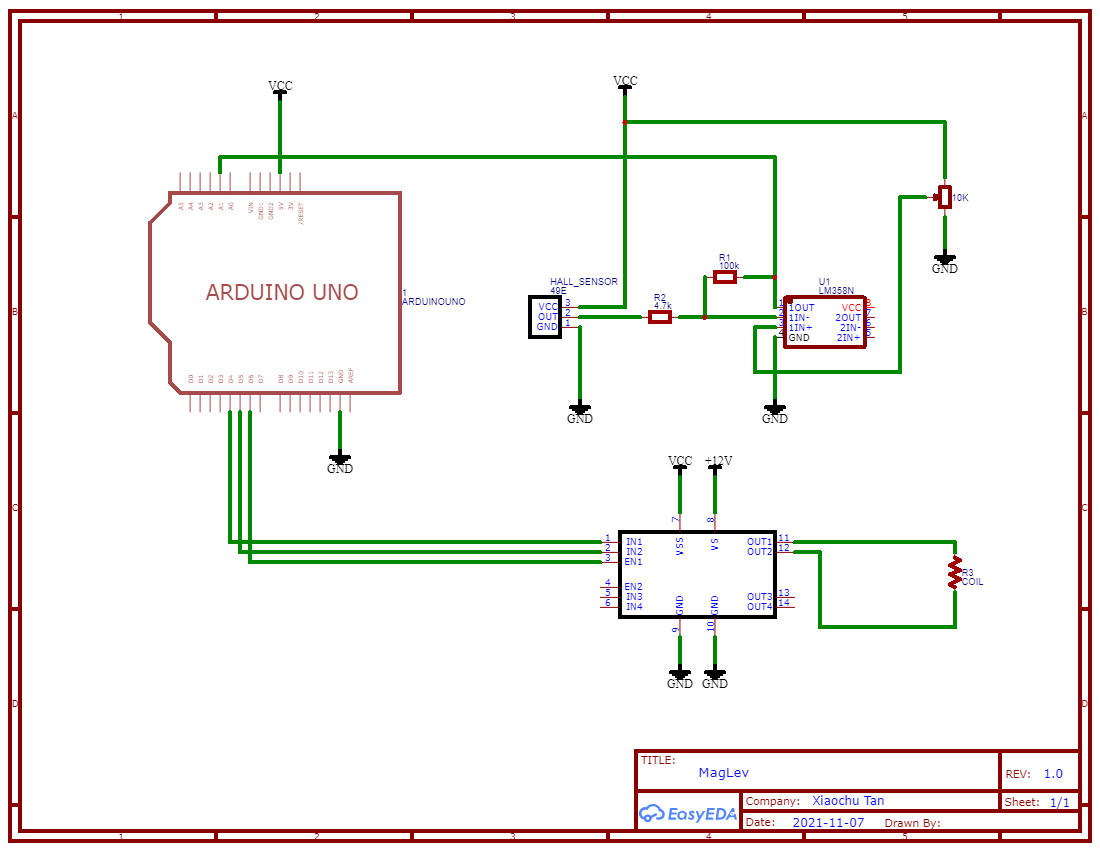 1 2 3 4 5
A A
B B
C C
D D
VCC
VCC
A5 A4 A3 A2 A1 A0 VIN GND1 GND2 5V 3V /RESET
10K
GND
ARDUINO UNO
1
ARDUINOUNO
R1
100k
HALL_SENSOR
49E
R2
4.7k
U1
LM358N
VCC 3
OUT 2
GND 1
1 1OUT VCC 8
2 1IN- 2OUT 7
3 1IN+ 2IN- 6
4 GND 2IN+ 5
D0 D1 D2 D3 D4 D5 D6 D7 D8 D9 D10 D11 D12 D13 GND AREF
GND
GND
GND
VCC +12V
7 8
VSS VS
1 IN1 OUT1 11
2 IN2 OUT2 12
3 EN1
4 EN2
5 IN3 OUT3 13
6 IN4 OUT4 14
GND GND
9 10
R3
COIL
GND GND
TITLE:
MagLev
REV: 1.0
EasyEDA
Company: Xiaochu Tan
Sheet: 1/1
Date: 2021-11-07 Drawn By:
1 2 3 4 5